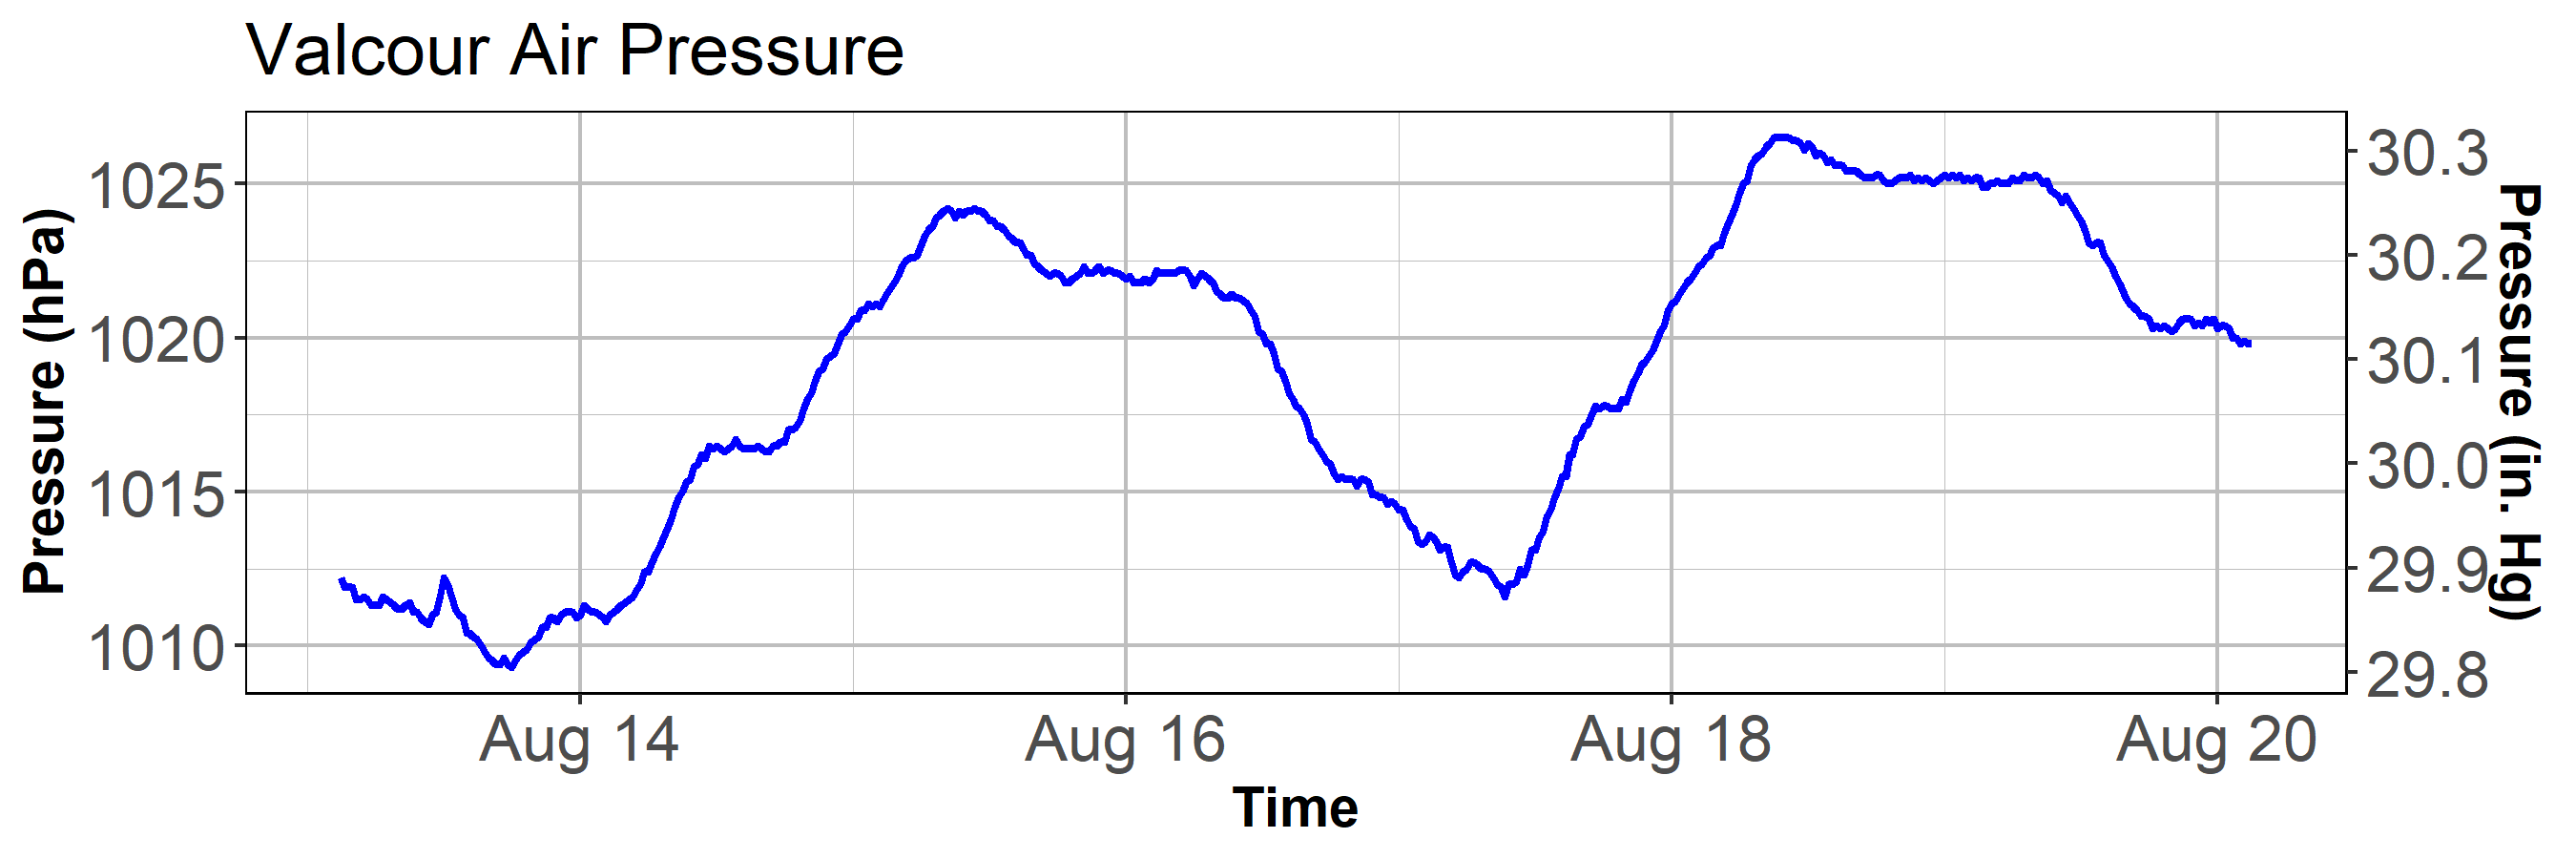 Valcour Air Pressure
Pressure (hPa)
1025
1020
1015
1010
30.3
30.2
30.1
30.0
29.9
29.8
Pressure (in. Hg)
Aug 14
Aug 16
Aug 18
Aug 20
Time